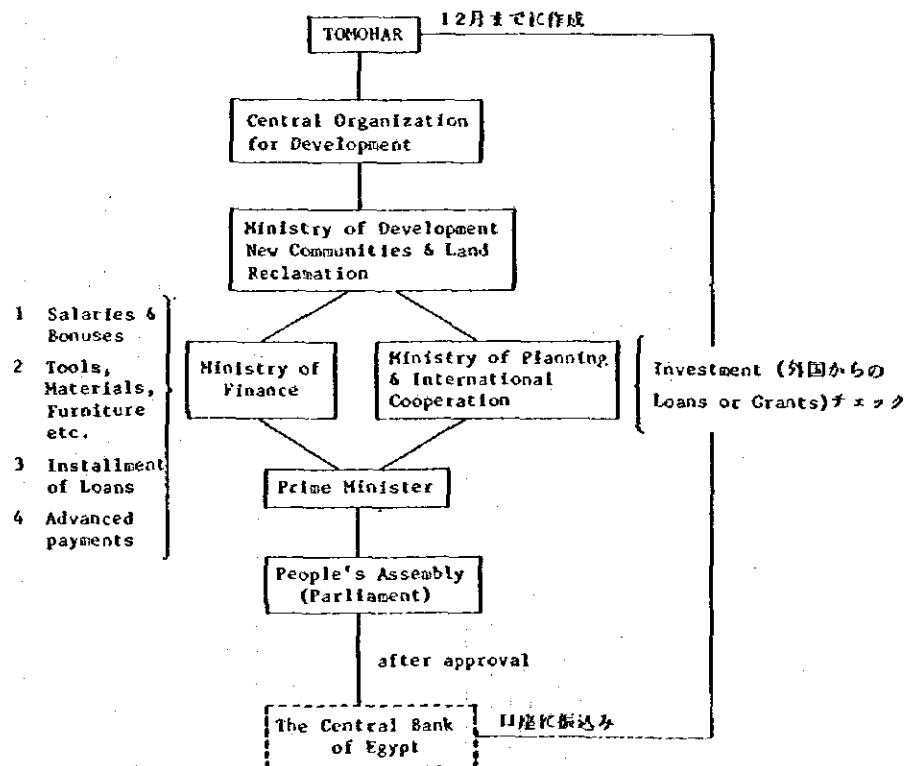 12月までに作成
TOMOHAR
Central Organization
for Development
Ministry of Development
New Communities & Land
Reclamation
1 Salaries &
Bonuses
2 Tools,
Materials,
Furniture
etc.
3 Installment
of Loans
4 Advanced
payments
Ministry of
Finance
Ministry of Planning
& International
Cooperation
Investment (外国からの
Loans or Grants)チェック
Prime Minister
People's Assembly
(Parliament)
after approval
The Central Bank
of Egypt
口座に振込み